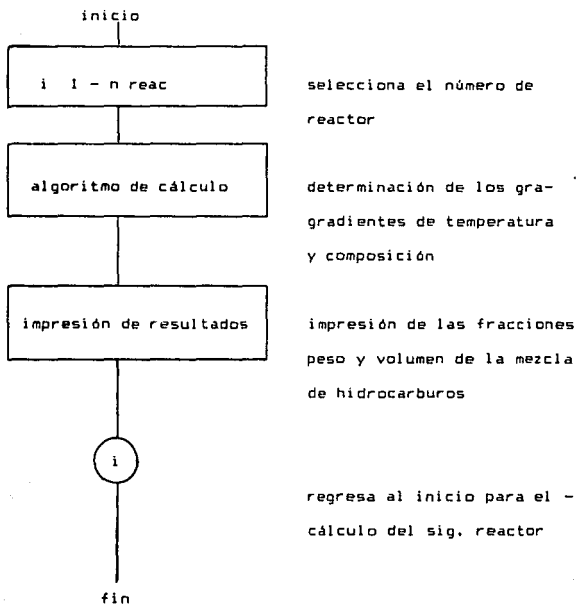 inicio
i I - n reac
selecciona el número de
reactor
algoritmo de cálculo
determinación de los gra-
gradientes de temperatura
y composición
impresión de resultados
impresión de las fracciones
peso y volumen de la mezcla
de hidrocarburos
i
regresa al inicio para el -
cálculo del sig. reactor
fin